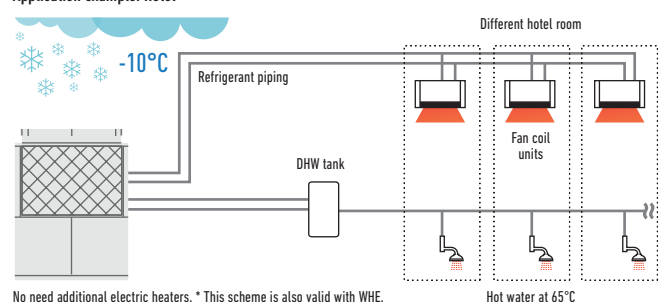 Application example: hotel
Different hotel room
-10°C
Refrigerant piping
Fan coil
units
DHW tank
No need additional electric heaters. * This scheme is also valid with WHE.
Hot water at 65°C